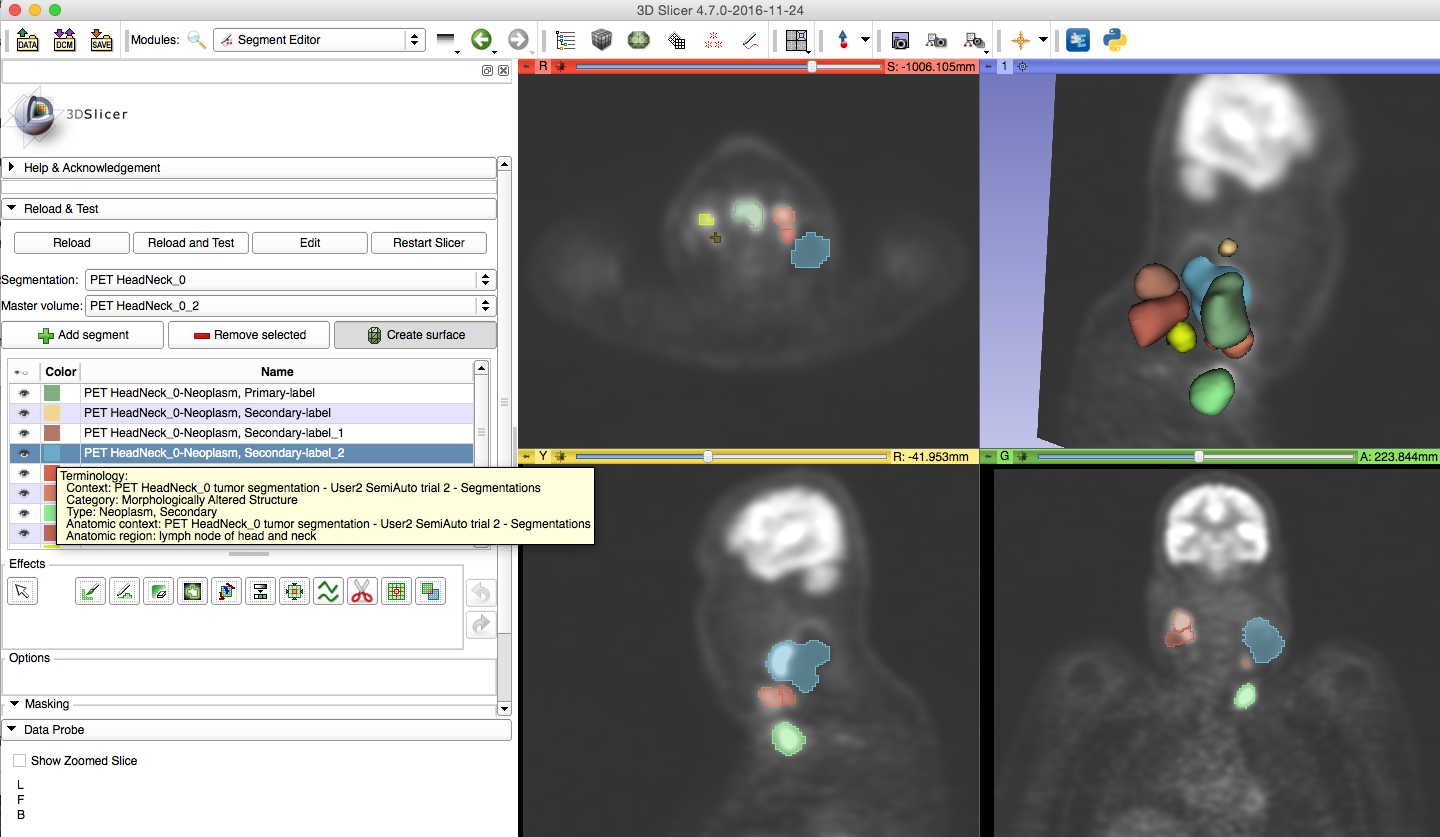 3D Slicer 4.7.0-2016-11-24
DATA DCM SAVE Modules: Segment Editor
R S: -1006.105mm
1
3DSlicer
Help & Acknowledgement
Reload & Test
Reload Reload and Test Edit Restart Slicer
Segmentation: PET HeadNeck_0
Master volume: PET HeadNeck_0_2
Add segment Remove selected Create surface
Color Name
PET HeadNeck_0-Neoplasm, Primary-label
PET HeadNeck_0-Neoplasm, Secondary-label
PET HeadNeck_0-Neoplasm, Secondary-label_1
PET HeadNeck_0-Neoplasm, Secondary-label_2
Y R: -41.953mm
G A: 223.844mm
Terminology:
Context: PET HeadNeck_0 tumor segmentation - User2 SemiAuto trial 2 - Segmentations
Category: Morphologically Altered Structure
Type: Neoplasm, Secondary
Anatomic context: PET HeadNeck_0 tumor segmentation - User2 SemiAuto trial 2 - Segmentations
Anatomic region: lymph node of head and neck
Effects
Options
Masking
Data Probe
Show Zoomed Slice
L
F
B